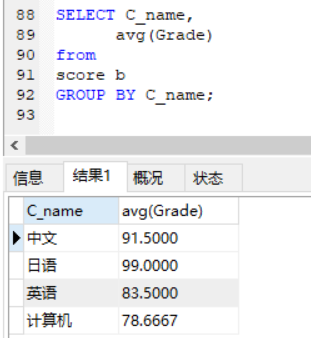 88 SELECT C_name,
89 avg(Grade)
90 from
91 score b
92 GROUP BY C_name;
93
信息 结果1 概况 状态
C_name avg(Grade)
中文 91.5000
日语 99.0000
英语 83.5000
计算机 78.6667